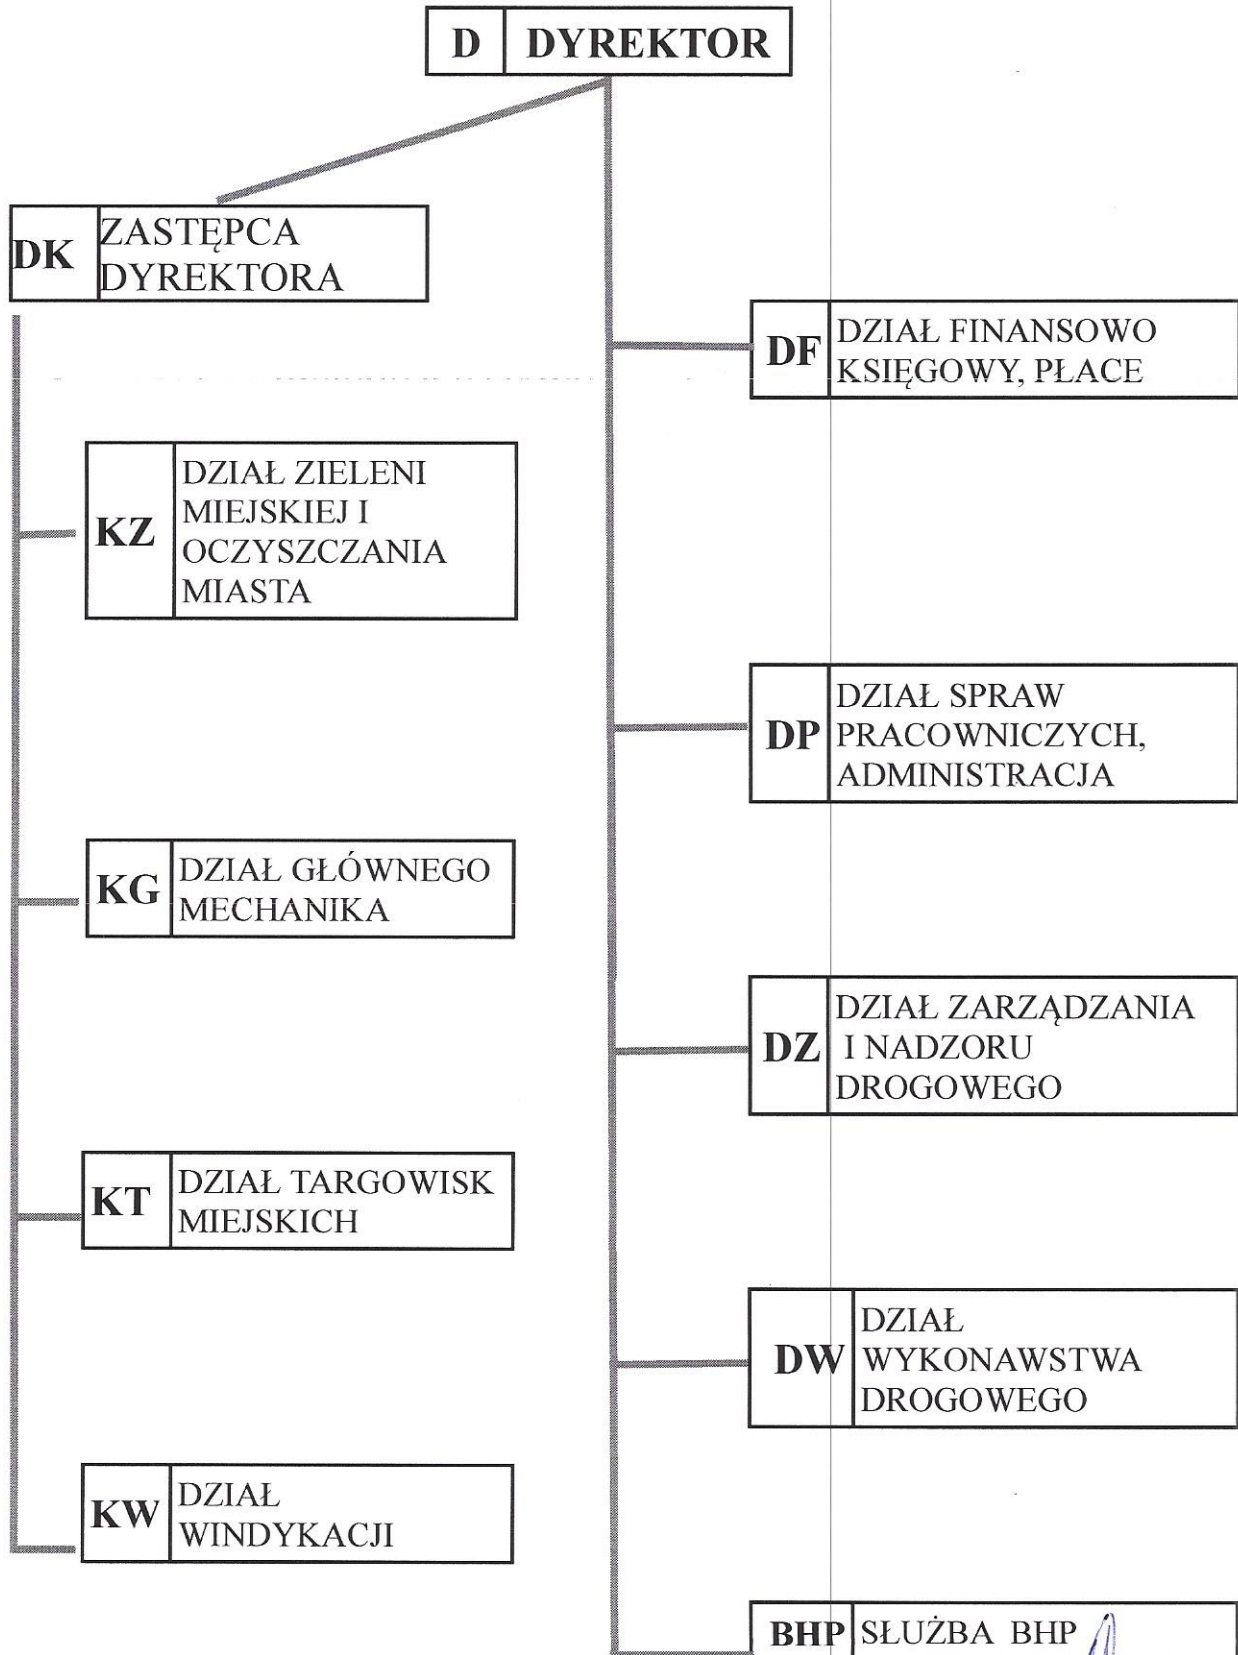 D DYREKTOR
DK ZASTĘPCA
DYREKTORA
KZ DZIAŁ ZIELENI
MIEJSKIEJ I
OCZYSZCZANIA
MIASTA
KG DZIAŁ GŁÓWNEGO
MECHANIKA
KT DZIAŁ TARGOWISK
MIEJSKICH
KW DZIAŁ
WINDYKACJI
DF DZIAŁ FINANSOWO
KSIĘGOWY, PŁACE
DP DZIAŁ SPRAW
PRACOWNICZYCH,
ADMINISTRACJA
DZ DZIAŁ ZARZĄDZANIA
I NADZORU
DROGOWEGO
DW DZIAŁ
WYKONAWSTWA
DROGOWEGO
BHP SŁUŻBA BHP